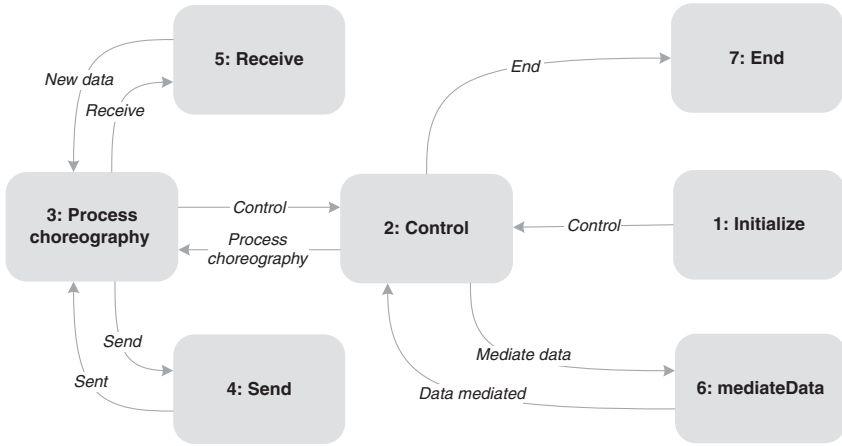 5: Receive
7: End
End
New data
Receive
3: Process
choreography
Control
2: Control
Control
1: Initialize
Process
choreography
Send
Mediate data
Sent
4: Send
Data mediated
6: mediateData